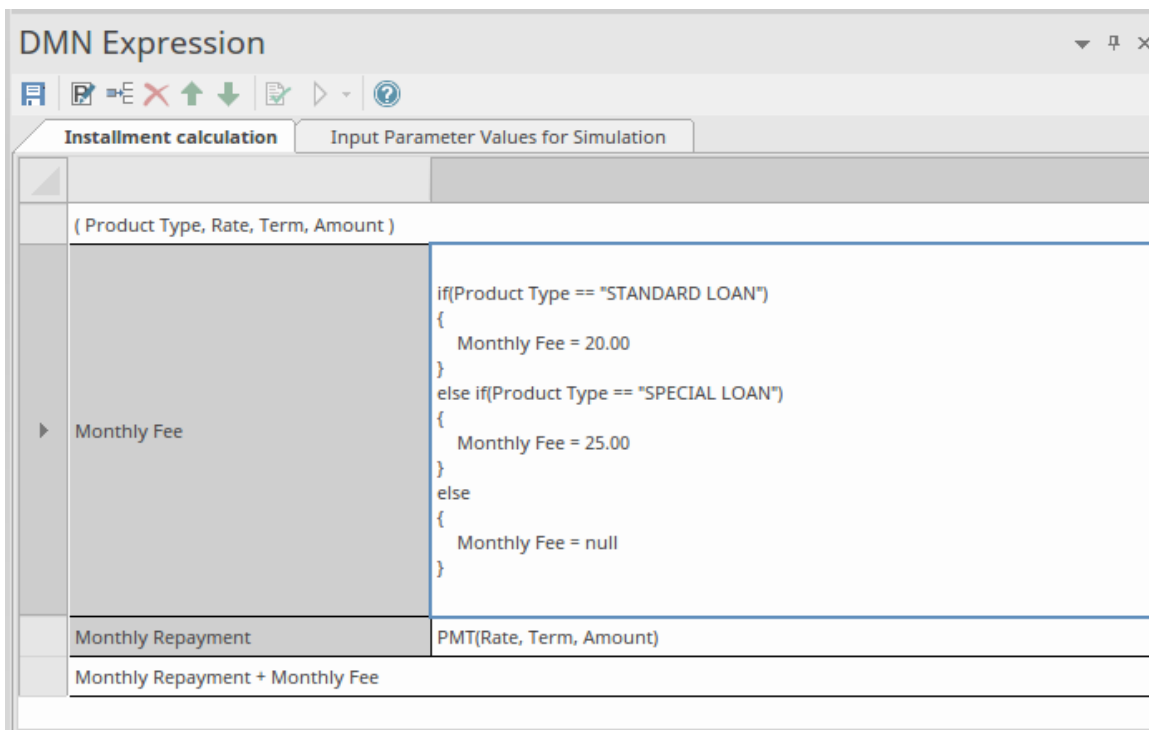 DMN Expression
Installment calculation
Input Parameter Values for Simulation
( Product Type, Rate, Term, Amount )
Monthly Fee
if(Product Type == "STANDARD LOAN")
{
Monthly Fee = 20.00
}
else if(Product Type == "SPECIAL LOAN")
{
Monthly Fee = 25.00
}
else
{
Monthly Fee = null
}
Monthly Repayment
PMT(Rate, Term, Amount)
Monthly Repayment + Monthly Fee